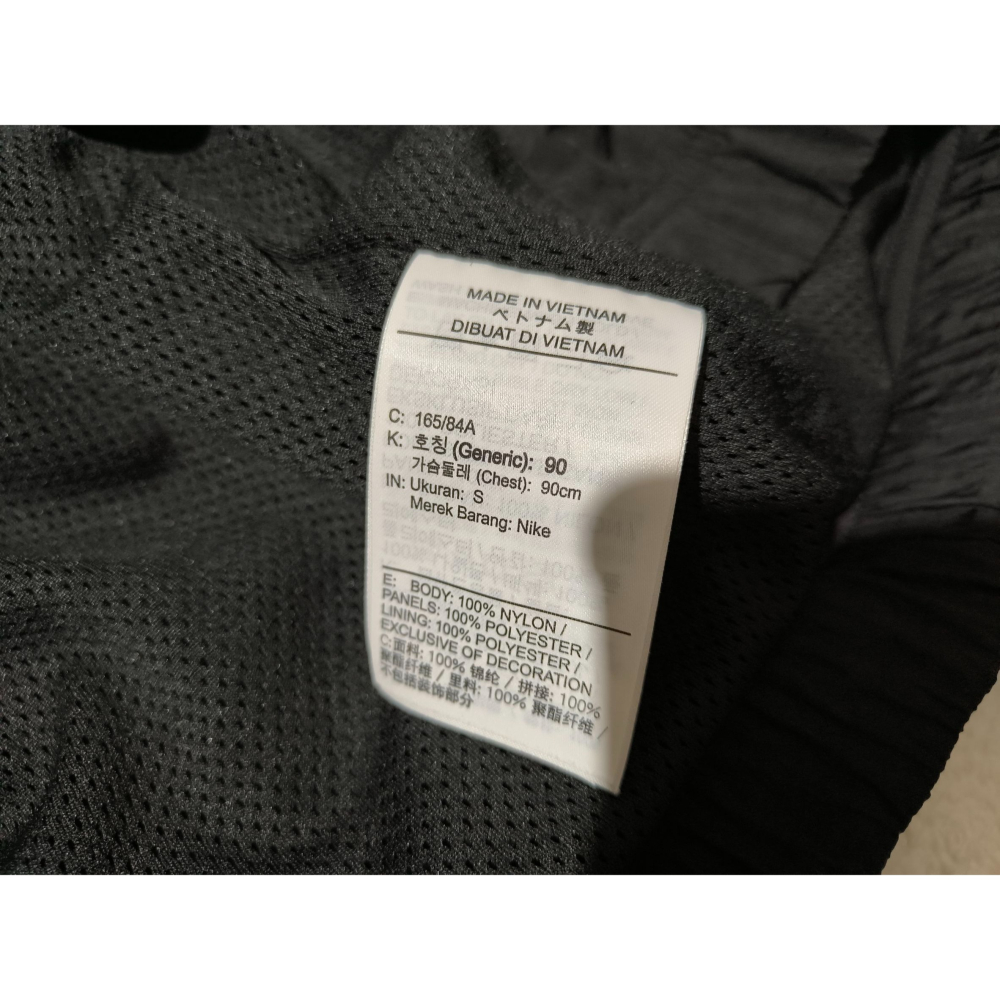 MADE IN VIETNAM
ベトナム製
DIBUAT DI VIETNAM
C: 165/84A
K: 호칭 (Generic): 90
가슴둘레 (Chest): 90cm
IN: Ukuran: S
Merek Barang: Nike
E: BODY: 100% NYLON /
PANELS: 100% POLYESTER /
LINING: 100% POLYESTER /
EXCLUSIVE OF DECORATION
C: 面料: 100% 锦纶 / 拼接: 100%
聚酯纤维 / 里料: 100% 聚酯纤维 /
不包括装饰部分